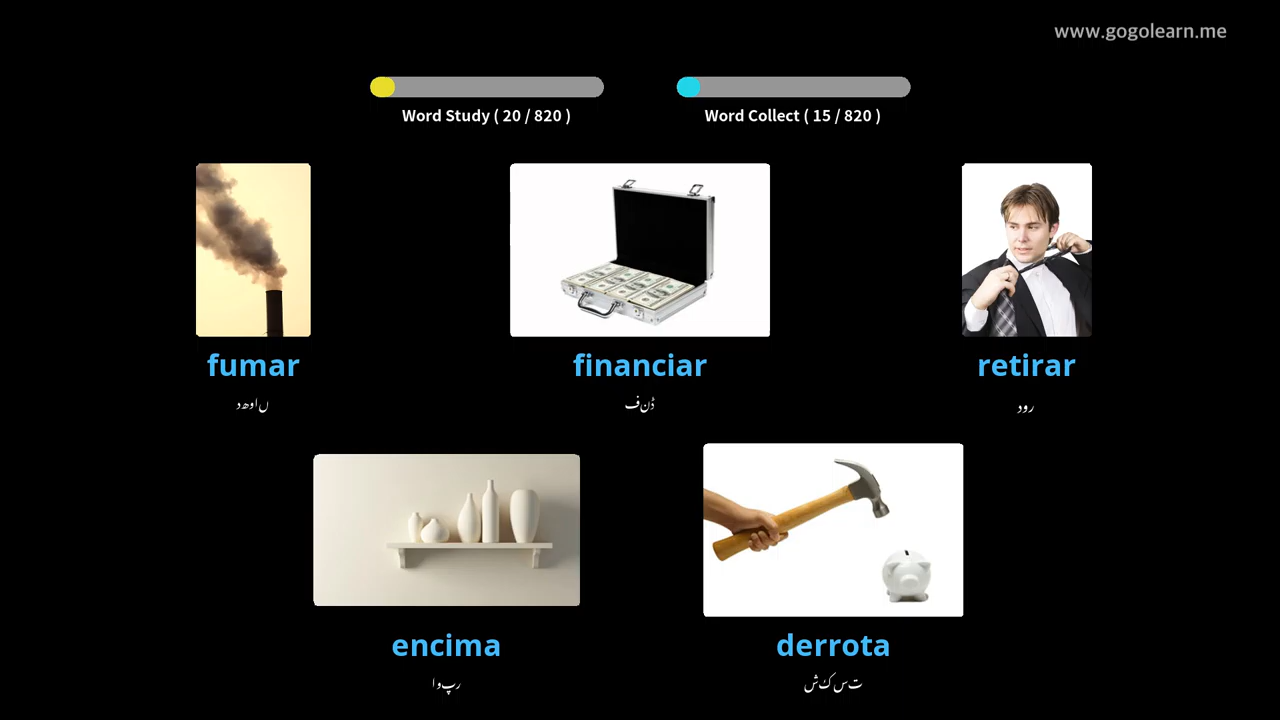 www.gogolearn.me
Word Study ( 20 / 820 )
Word Collect ( 15 / 820 )
fumar
دھواں
financiar
فنڈ
retirar
دور
encima
اوپر
derrota
شکست